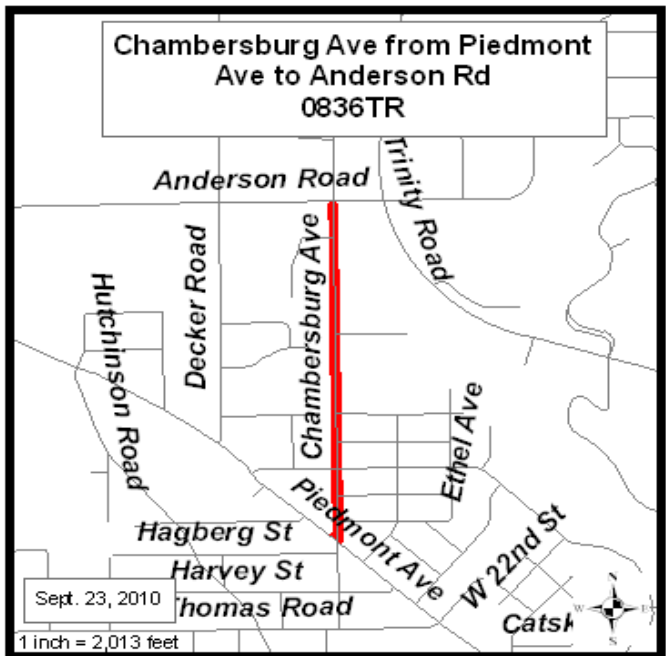 Chambersburg Ave from Piedmont
Ave to Anderson Rd
0836TR
Trinity Road
Anderson Road
Chambersburg Ave
Decker Road
Hutchinson Road
Ethel Ave
Piedmont Ave
Hagberg St
W 22nd St
Harvey St
Sept. 23, 2010
Thomas Road
Catsk
N
W
E
S
1 inch = 2,013 feet